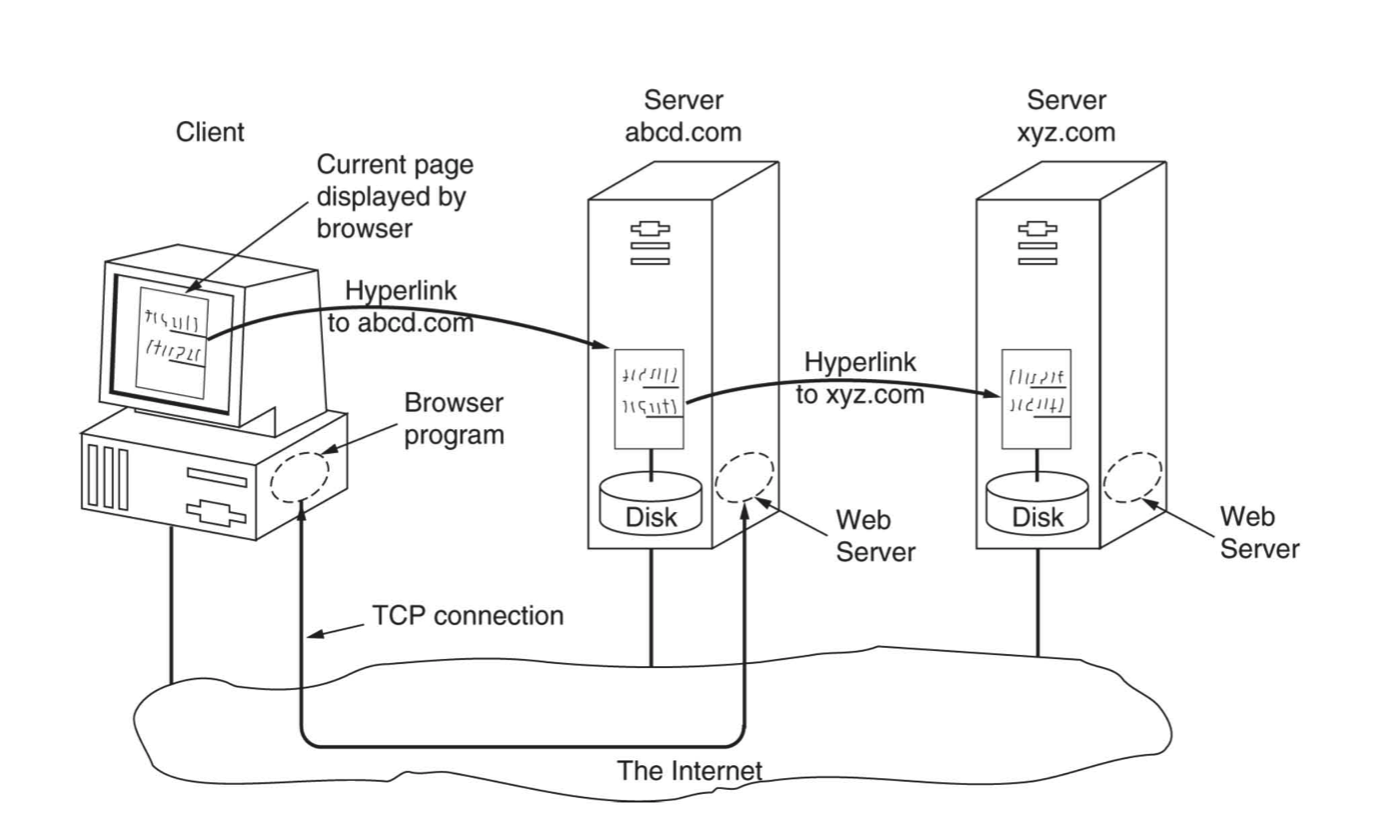 Client
Current page
displayed by
browser
Server
abcd.com
Server
xyz.com
Hyperlink
to abcd.com
Hyperlink
to xyz.com
Browser
program
Disk
Web
Server
Disk
Web
Server
TCP connection
The Internet